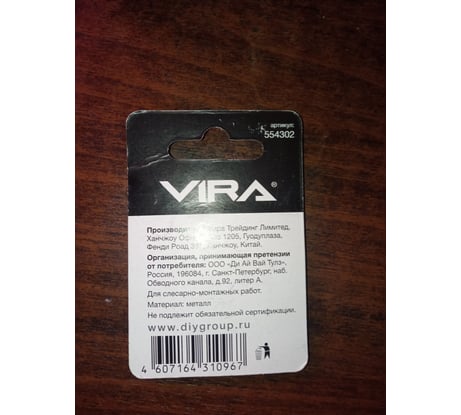 артикул:
554302
VIRA®
Трейдинг Лимитед,
Ханчжоу 1205, Гуодуплаза,
Фенди Роад Китай.
Организация, принимающая претензии
от потребителя: ООО «Ди Ай Вай Тулз»,
Россия, 196084, г. Санкт-Петербург, наб.
Обводного канала, д.92, литер А.
Для слесарно-монтажных работ.
Материал: металл
Не подлежит обязательной сертификации.
www.diygroup.ru
4 607164 310967